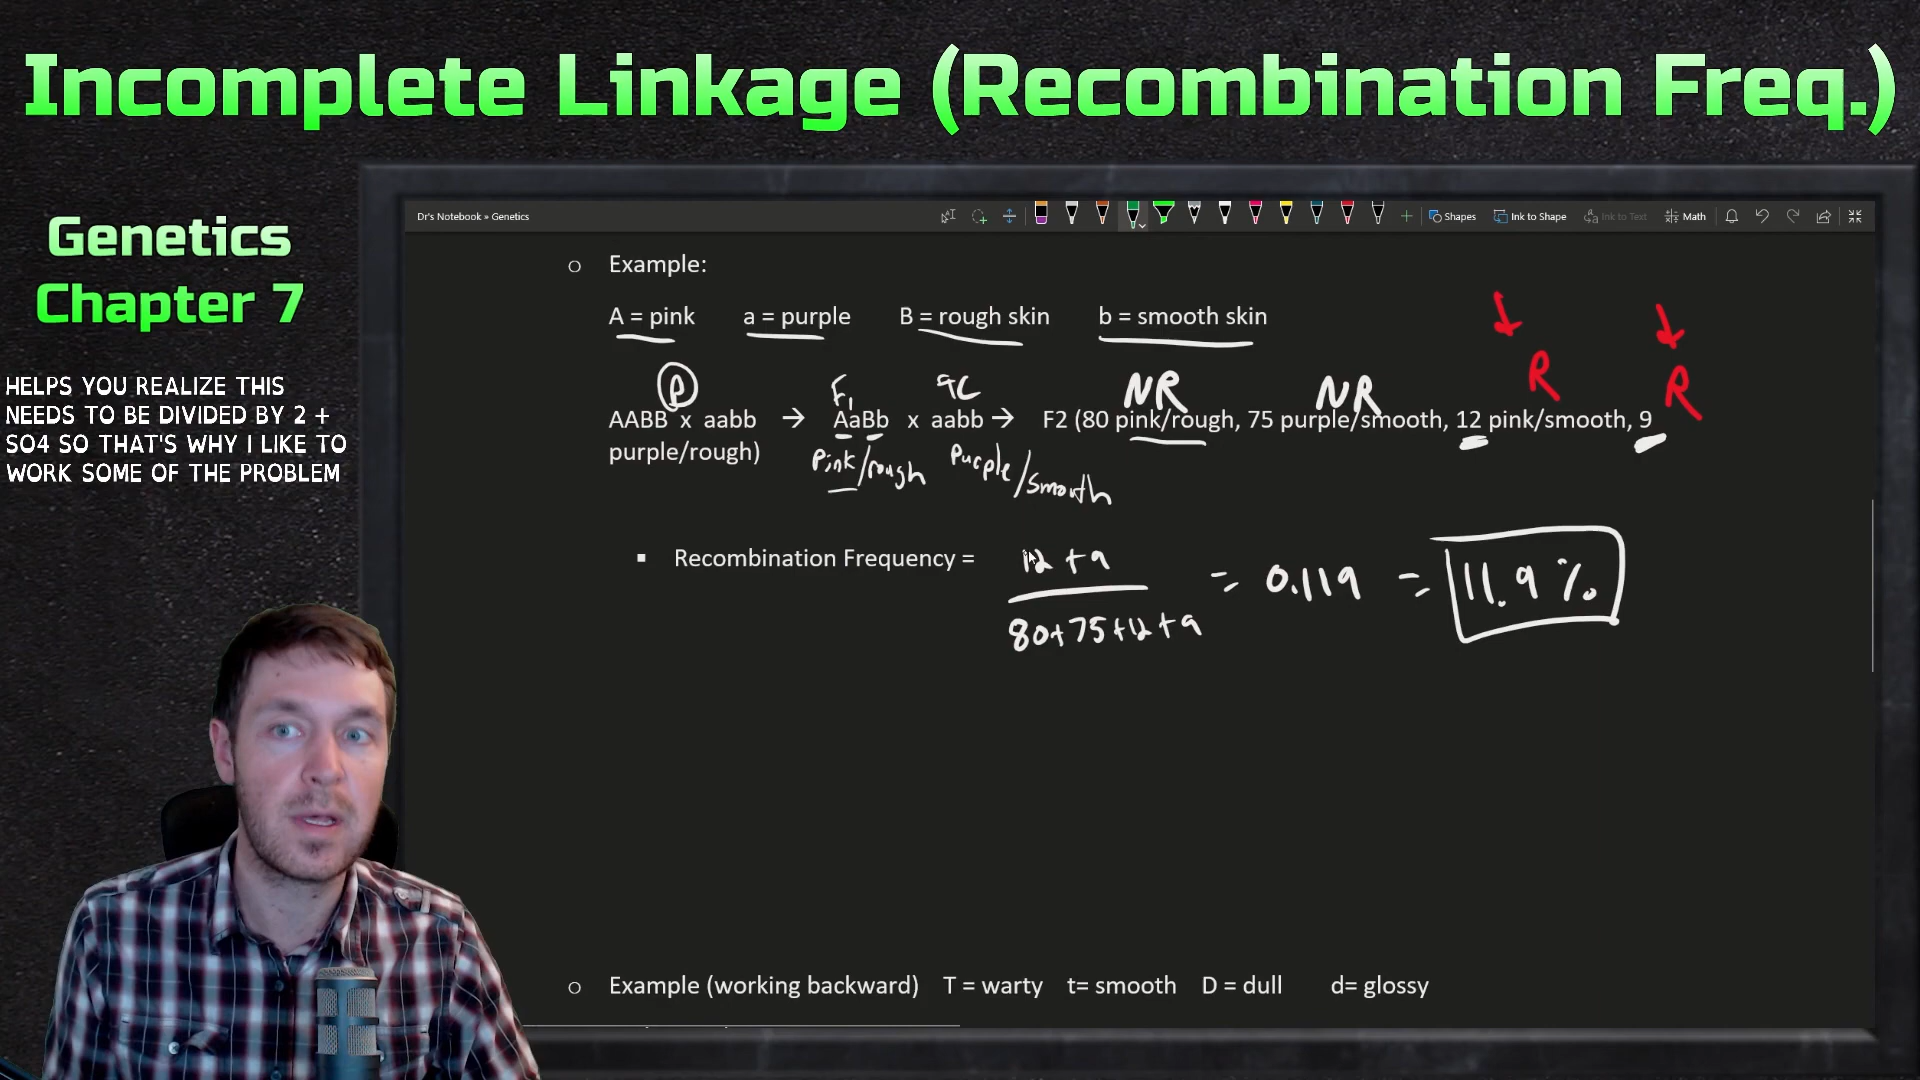 Incomplete Linkage (Recombination Freq.)
Genetics
Chapter 7
HELPS YOU REALIZE THIS
NEEDS TO BE DIVIDED BY 2 +
SO4 SO THAT'S WHY I LIKE TO
WORK SOME OF THE PROBLEM
Dr's Notebook » Genetics
Shapes
Ink to Shape
Ink to Text
Math
Example:
A = pink a = purple B = rough skin b = smooth skin
P F1 TC NR NR R R
AABB x aabb → AaBb x aabb → F2 (80 pink/rough, 75 purple/smooth, 12 pink/smooth, 9
purple/rough)
Pink/rough Purple/smooth
Recombination Frequency = 12 + 9 / 80+75+12+9 = 0.119 = 11.9 %
Example (working backward) T = warty t= smooth D = dull d= glossy